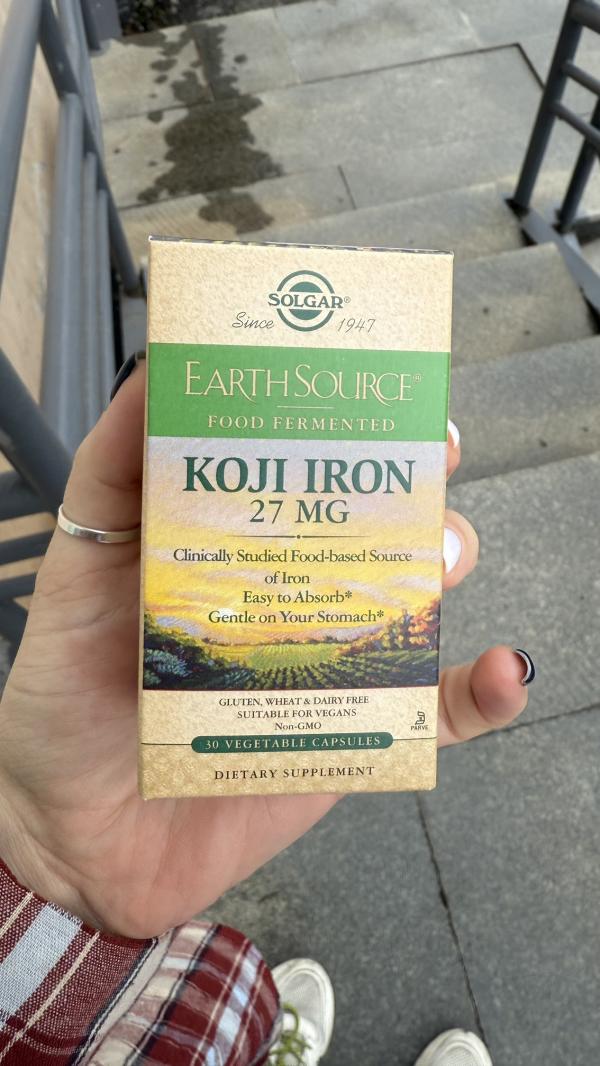 SOLGAR®
Since 1947
EARTHSOURCE®
FOOD FERMENTED
KOJI IRON
27 MG
Clinically Studied Food-based Source
of Iron
Easy to Absorb*
Gentle on Your Stomach*
GLUTEN, WHEAT & DAIRY FREE
SUITABLE FOR VEGANS
Non-GMO
PARVE
30 VEGETABLE CAPSULES
DIETARY SUPPLEMENT